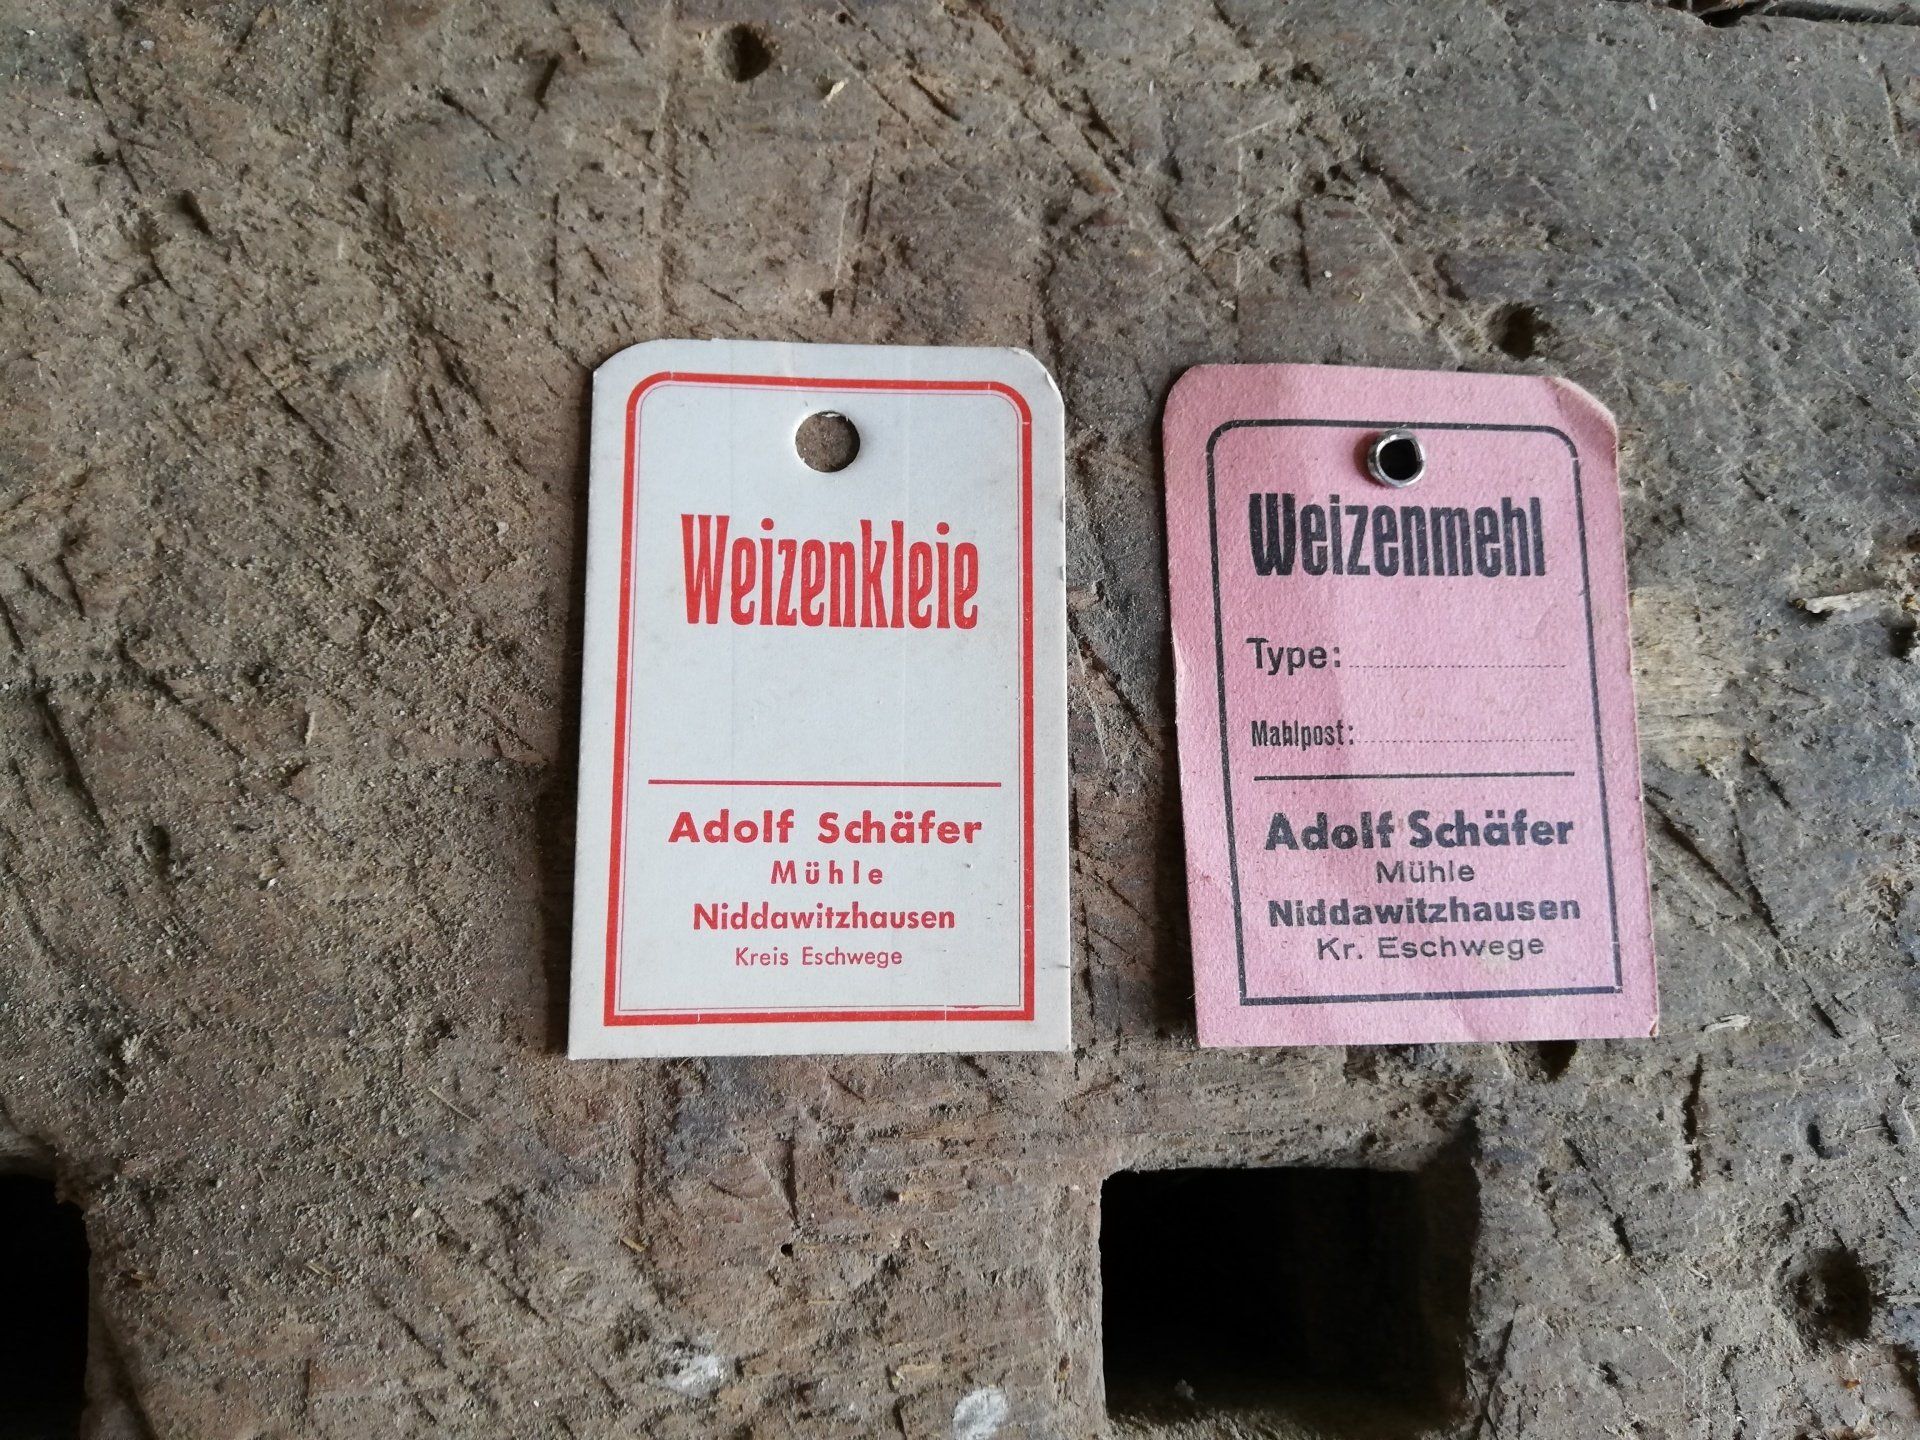 Weizenkleie
Adolf Schäfer
Mühle
Niddawitzhausen
Kreis Eschwege
Weizenmehl
Type:
Mahlpost:
Adolf Schäfer
Mühle
Niddawitzhausen
Kr. Eschwege